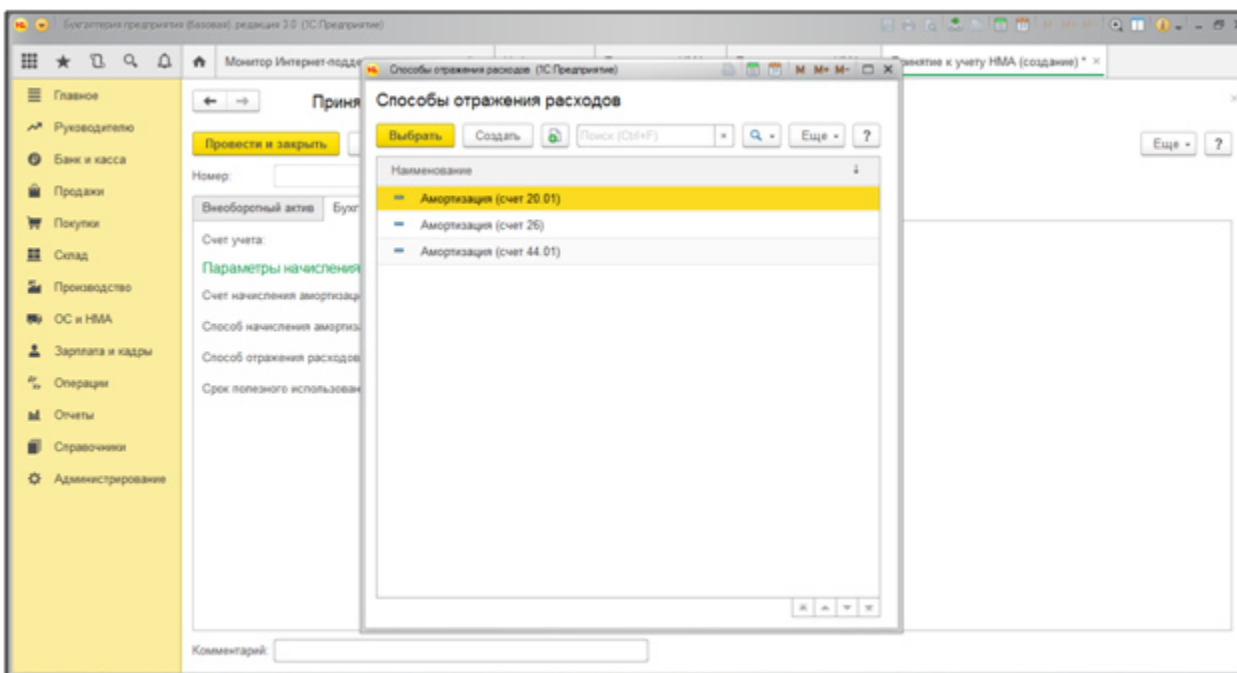 Бухгалтерия предприятия (базовая), редакция 3.0 (1С:Предприятие)
M M+ M-
Монитор Интернет-подде
Принятие к учету НМА (создание) *
Главное
Руководителю
Банк и касса
Продажи
Покупки
Склад
Производство
ОС и НМА
Зарплата и кадры
Операции
Отчеты
Справочники
Администрирование
Приня
Провести и закрыть
Еще
?
Номер:
Внеоборотный актив
Бухг
Счет учета:
Параметры начисления
Счет начисления амортизаци
Способ начисления амортиз
Способ отражения расходов
Срок полезного использован
Комментарий:
Способы отражения расходов (1С:Предприятие)
M M+ M-
Способы отражения расходов
Выбрать
Создать
Поиск (Ctrl+F)
Еще
?
Наименование
Амортизация (счет 20.01)
Амортизация (счет 26)
Амортизация (счет 44.01)